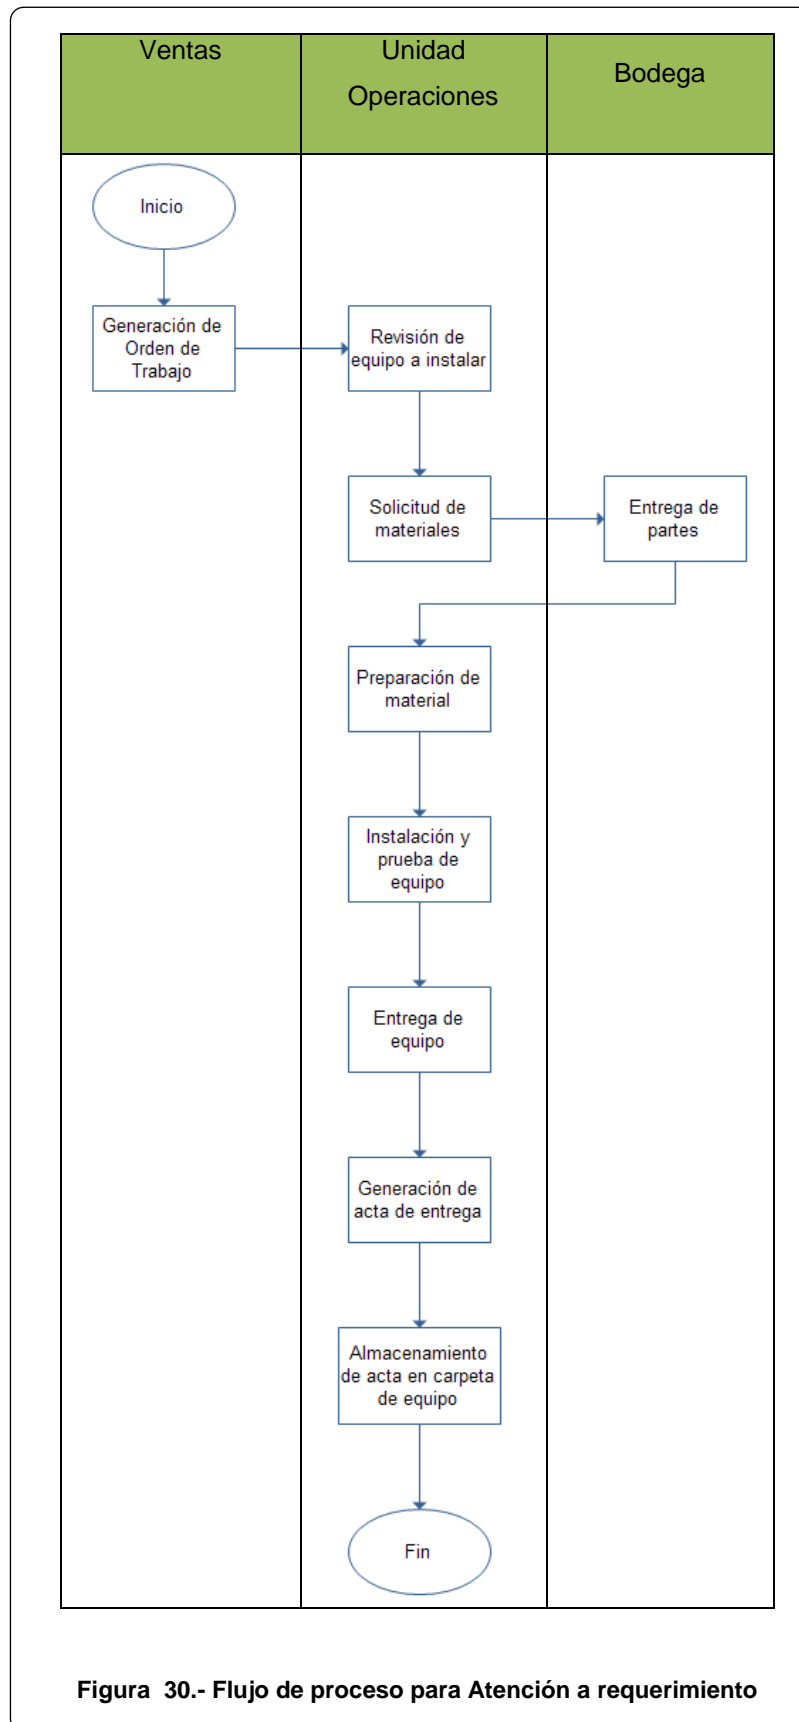 Ventas
Unidad
Operaciones
Bodega
Inicio
Generación de
Orden de
Trabajo
Revisión de
equipo a instalar
Solicitud de
materiales
Entrega de
partes
Preparación de
material
Instalación y
prueba de
equipo
Entrega de
equipo
Generación de
acta de entrega
Almacenamiento
de acta en carpeta
de equipo
Fin
Figura  30.- Flujo de proceso para Atención a requerimiento